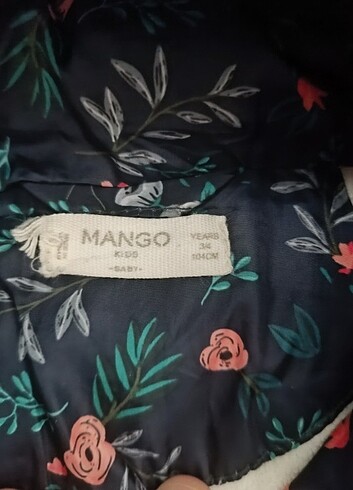 MANGO
KIDS
•BABY•
YEARS
3/4
104CM